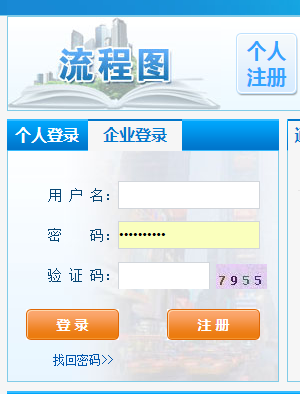 流程图
个人
注册
个人登录 企业登录
用 户 名：
密 码： ••••••••••
验 证 码： 7955
登 录 注 册
找回密码>>